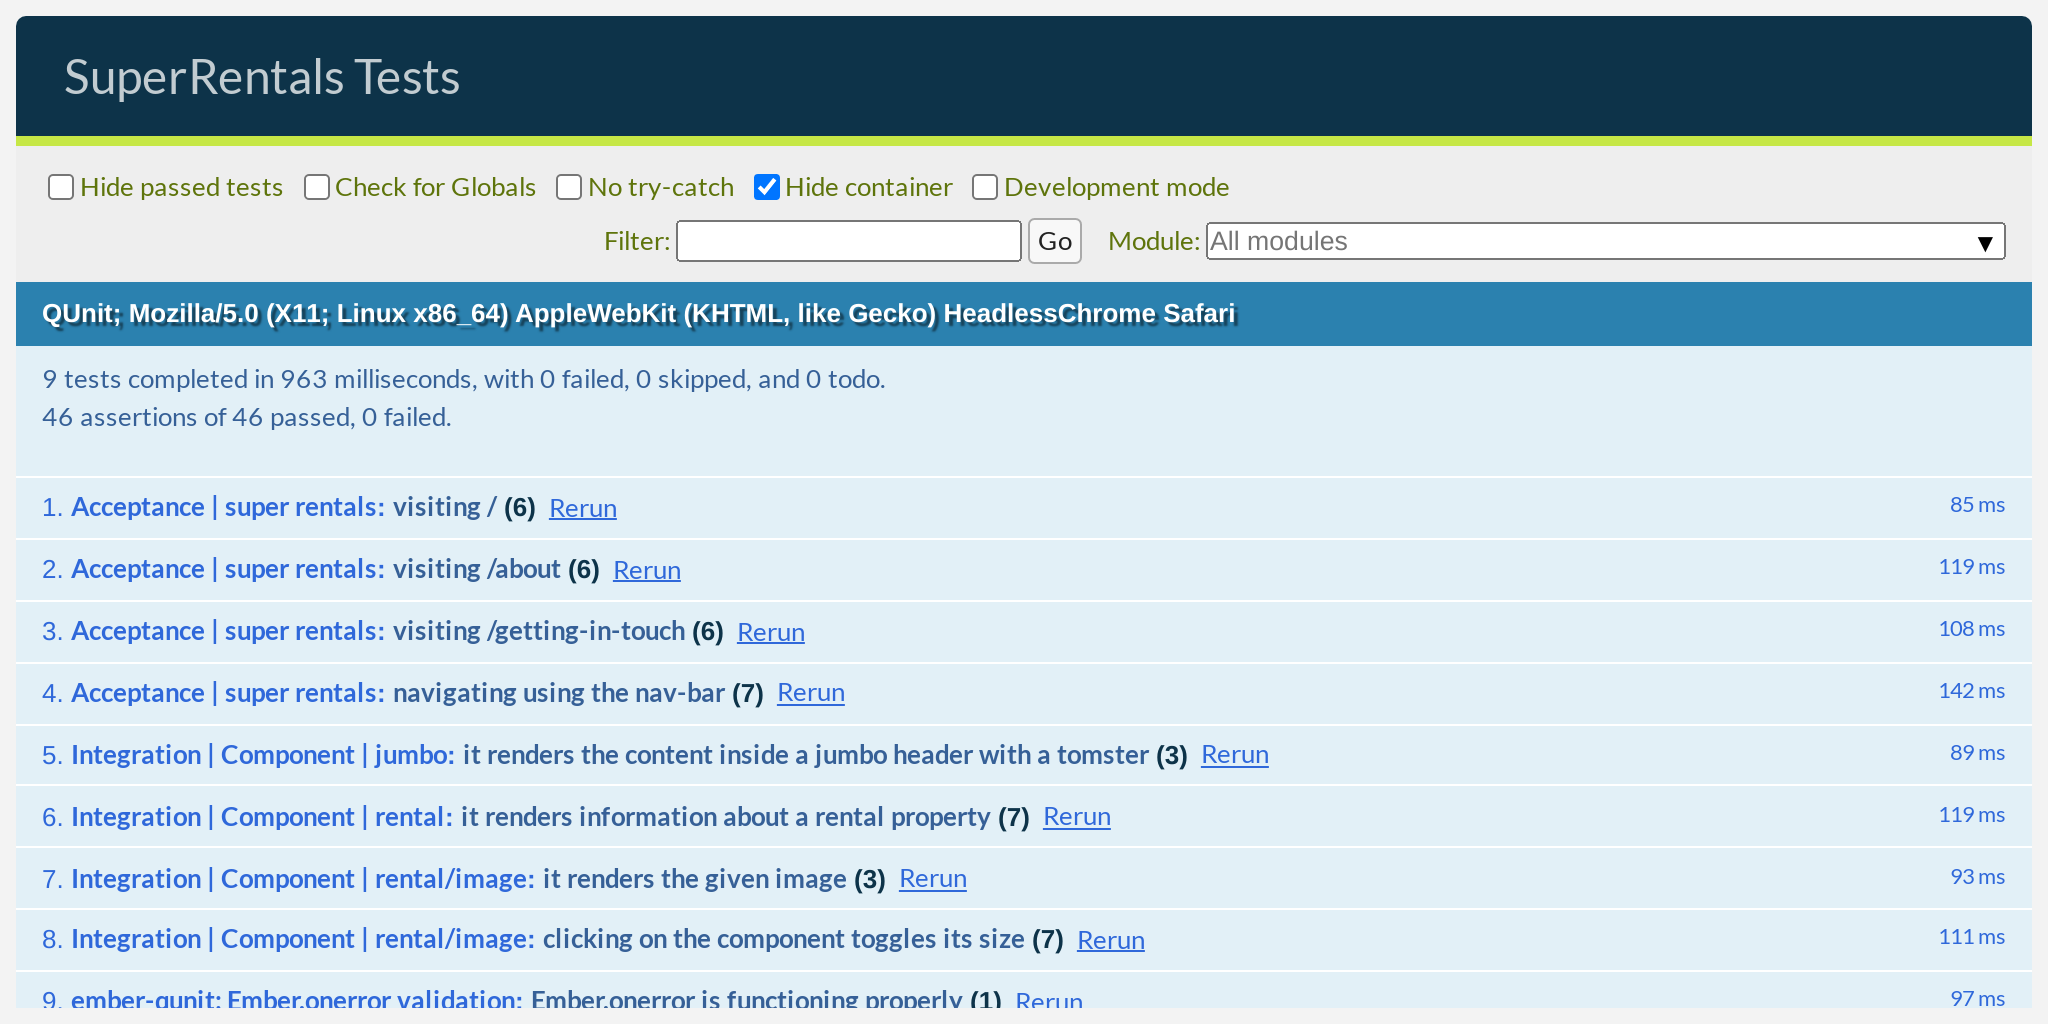 SuperRentals Tests
Hide passed tests Check for Globals No try-catch Hide container Development mode
Filter: Go Module: All modules ▼
QUnit; Mozilla/5.0 (X11; Linux x86_64) AppleWebKit (KHTML, like Gecko) HeadlessChrome Safari
9 tests completed in 963 milliseconds, with 0 failed, 0 skipped, and 0 todo.
46 assertions of 46 passed, 0 failed.
1. Acceptance | super rentals: visiting / (6) Rerun 85 ms
2. Acceptance | super rentals: visiting /about (6) Rerun 119 ms
3. Acceptance | super rentals: visiting /getting-in-touch (6) Rerun 108 ms
4. Acceptance | super rentals: navigating using the nav-bar (7) Rerun 142 ms
5. Integration | Component | jumbo: it renders the content inside a jumbo header with a tomster (3) Rerun 89 ms
6. Integration | Component | rental: it renders information about a rental property (7) Rerun 119 ms
7. Integration | Component | rental/image: it renders the given image (3) Rerun 93 ms
8. Integration | Component | rental/image: clicking on the component toggles its size (7) Rerun 111 ms
9. ember-qunit: Ember.onerror validation: Ember.onerror is functioning properly (1) Rerun 97 ms